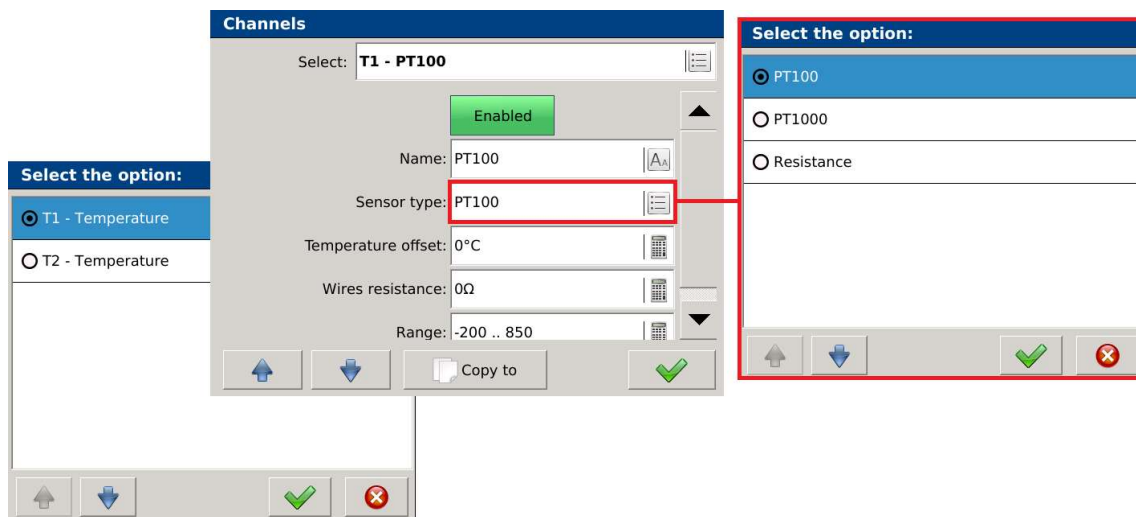 Channels
Select: T1 - PT100
Enabled
Name: PT100
Sensor type: PT100
Temperature offset: 0°C
Wires resistance: 0Ω
Range: -200 .. 850
Copy to
Select the option:
T1 - Temperature
T2 - Temperature
Select the option:
PT100
PT1000
Resistance